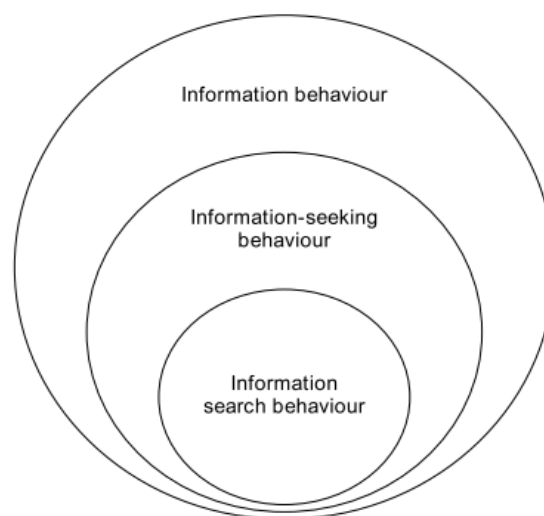 Information behaviour
Information-seeking
behaviour
Information
search behaviour